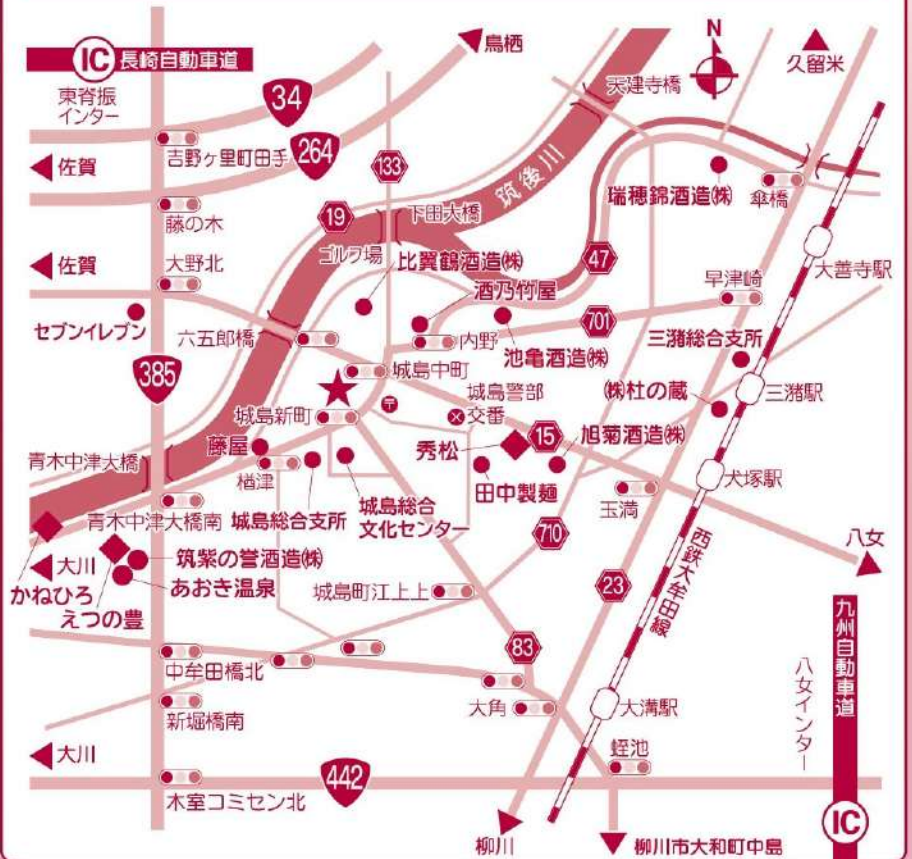 IC 長崎自動車道
東脊振
インター
34
鳥栖
N
久留米
天建寺橋
吉野ヶ里町田手
264
佐賀
133
筑後川
瑞穂錦酒造㈱
傘橋
藤の木
19
下田大橋
佐賀
大野北
ゴルフ場
比翼鶴酒造㈱
47
大善寺駅
早津崎
酒乃竹屋
セブンイレブン
六五郎橋
内野
701
池亀酒造㈱
三潴総合支所
385
城島中町
城島警部
交番
㈱杜の蔵
三潴駅
★
〒
城島新町
藤屋
秀松
15
旭菊酒造㈱
青木中津大橋
楢津
田中製麺
犬塚駅
玉満
青木中津大橋南
城島総合支所
城島総合
文化センター
710
西鉄大牟田線
八女
大川
筑紫の誉酒造㈱
かねひろ
あおき温泉
えつの豊
城島町江上上
23
九州自動車道
83
中牟田橋北
八女インター
新堀橋南
大角
大溝駅
大川
蛭池
442
木室コミセン北
IC
柳川
柳川市大和町中島